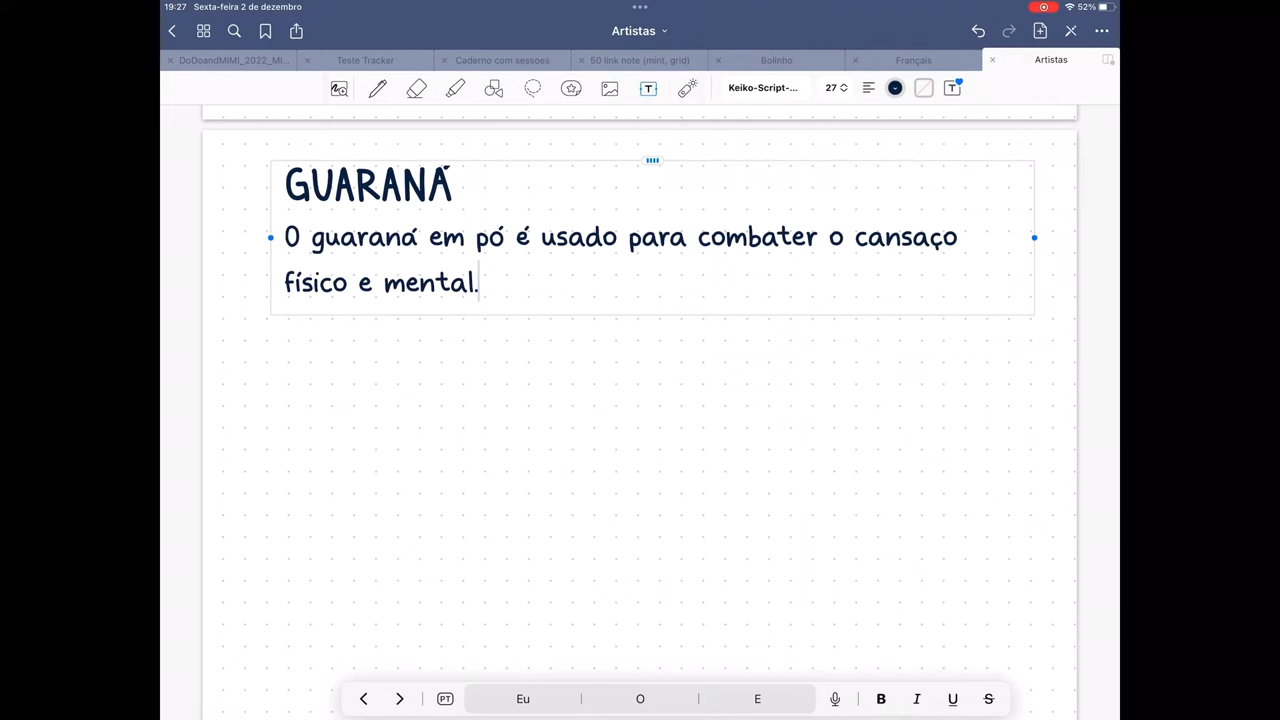 19:27 Sexta-feira 2 de dezembro
52%
Artistas
DoDoandMIMI_2022_MI...
Teste Tracker
Caderno com sessoes
50 link note (mint, grid)
Bolinho
Français
Artistas
Keiko-Script-...
27
GUARANÁ
O guaraná em pó é usado para combater o cansaço
físico e mental.
PT
Eu
O
E
B I U S